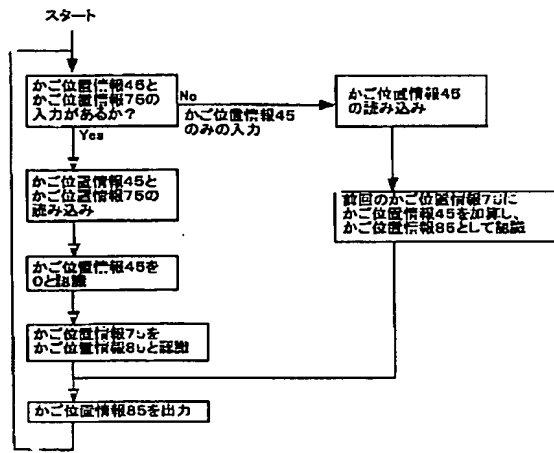 スタート
かご位置情報45と
かご位置情報75の
入力があるか?
No
かご位置情報45
のみの入力
かご位置情報45
の読み込み
Yes
かご位置情報45と
かご位置情報75の
読み込み
前回のかご位置情報75に
かご位置情報45を加算し、
かご位置情報85として認識
かご位置情報45を
0と認識
かご位置情報75を
かご位置情報85と認識
かご位置情報85を出力